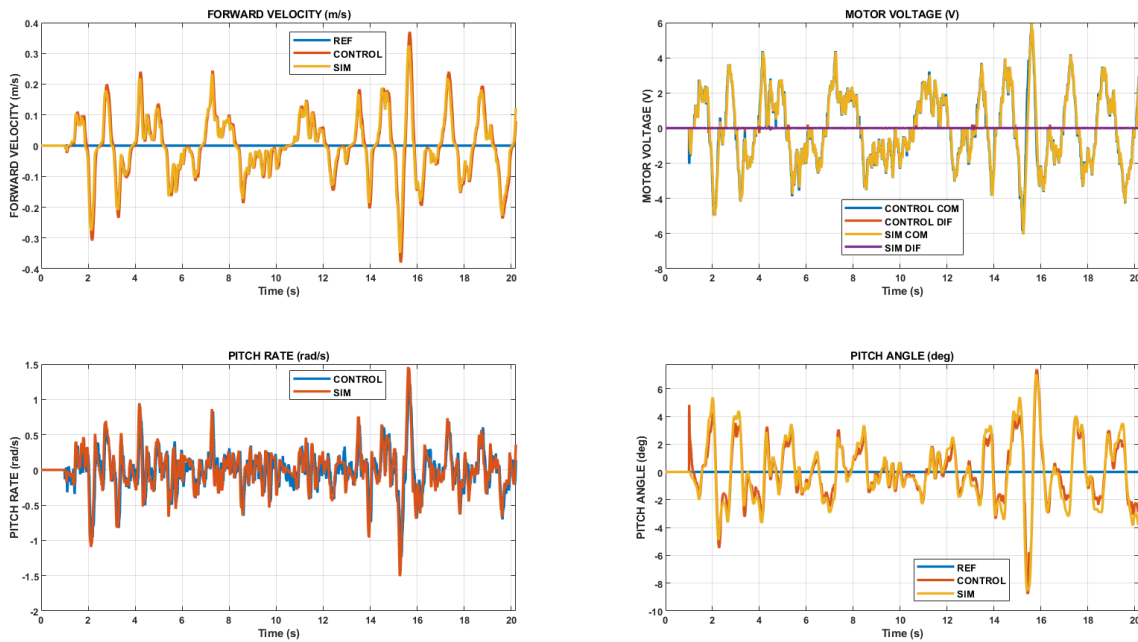 FORWARD VELOCITY (m/s)
FORWARD VELOCITY (m/s)
0.4
0.3
0.2
0.1
0
-0.1
-0.2
-0.3
-0.4
REF
CONTROL
SIM
0 2 4 6 8 10 12 14 16 18 20
Time (s)
MOTOR VOLTAGE (V)
MOTOR VOLTAGE (V)
6
4
2
0
-2
-4
-6
-8
CONTROL COM
CONTROL DIF
SIM COM
SIM DIF
0 2 4 6 8 10 12 14 16 18 20
Time (s)
PITCH RATE (rad/s)
PITCH RATE (rad/s)
1.5
1
0.5
0
-0.5
-1
-1.5
-2
CONTROL
SIM
0 2 4 6 8 10 12 14 16 18 20
Time (s)
PITCH ANGLE (deg)
PITCH ANGLE (deg)
6
4
2
0
-2
-4
-6
-8
-10
REF
CONTROL
SIM
0 2 4 6 8 10 12 14 16 18 20
Time (s)